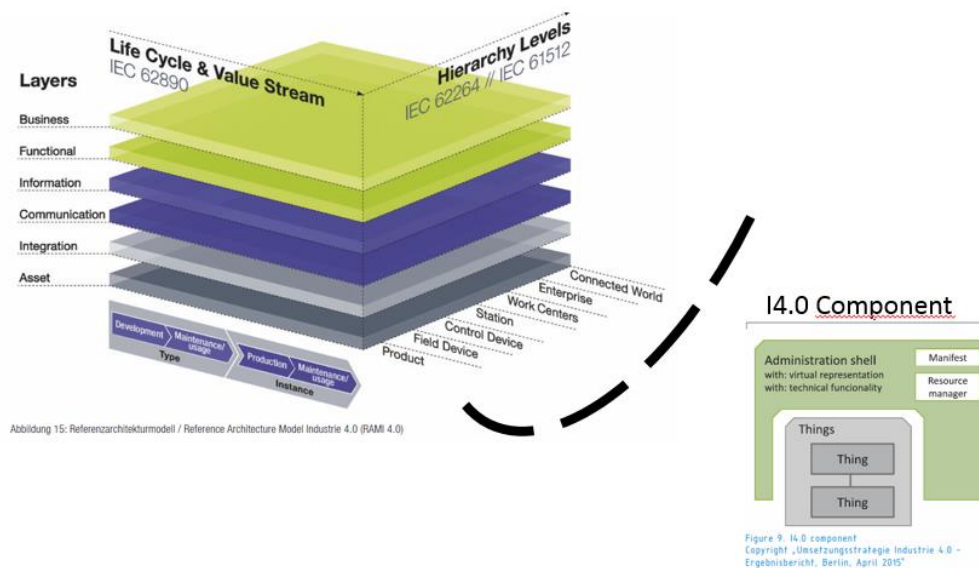 Life Cycle & Value Stream
IEC 62890
Hierarchy Levels
IEC 62264 // IEC 61512
Layers
Business
Functional
Information
Communication
Integration
Asset
Connected World
Enterprise
Work Centers
Station
Control Device
Field Device
Product
Development
Maintenance/
usage
Type
Production
Maintenance/
usage
Instance
Abbildung 15: Referenzarchitekturmodell / Reference Architecture Model Industrie 4.0 (RAMI 4.0)
I4.0 Component
Administration shell
with: virtual representation
with: technical funcionality
Manifest
Resource
manager
Things
Thing
Thing
Figure 9. I4.0 component
Copyright „Umsetzungsstrategie Industrie 4.0 –
Ergebnisbericht, Berlin, April 2015"